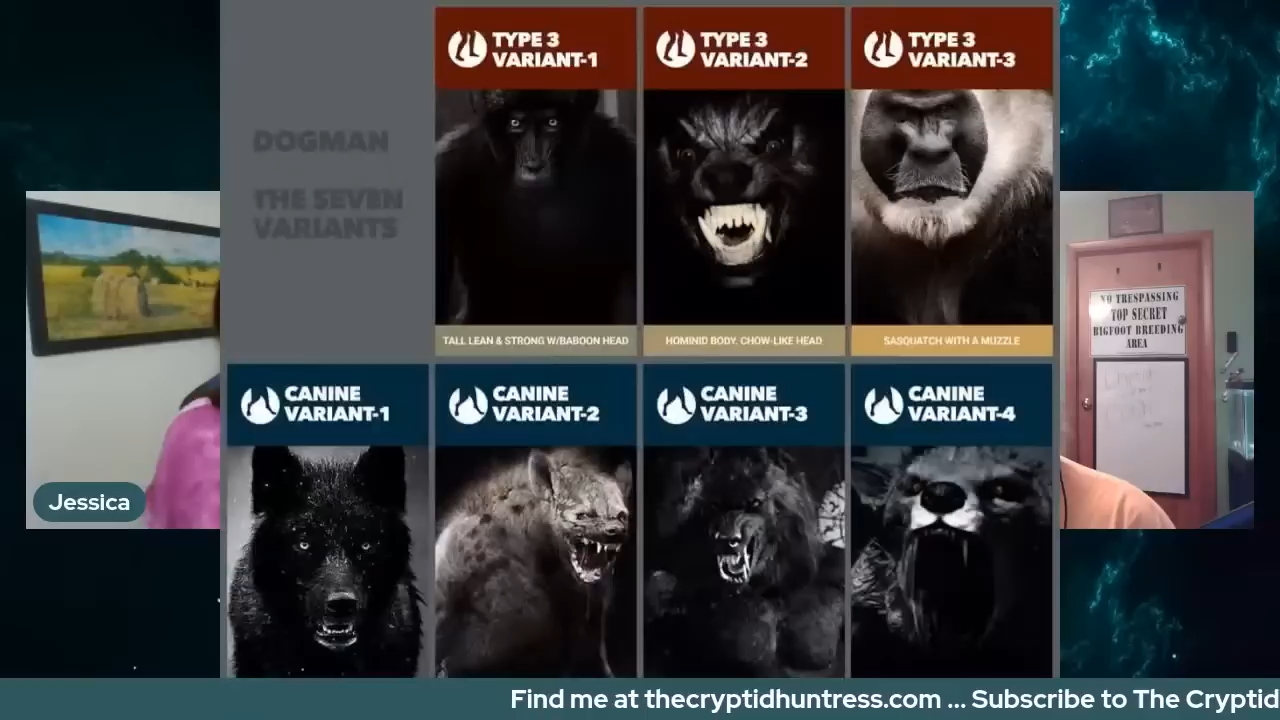 DOGMAN
THE SEVEN
VARIANTS
TYPE 3
VARIANT-1
TYPE 3
VARIANT-2
TYPE 3
VARIANT-3
TALL LEAN & STRONG W/BABOON HEAD
HOMINID BODY, CHOW-LIKE HEAD
SASQUATCH WITH A MUZZLE
CANINE
VARIANT-1
CANINE
VARIANT-2
CANINE
VARIANT-3
CANINE
VARIANT-4
Jessica
NO TRESPASSING
TOP SECRET
BIGFOOT BREEDING
AREA
Find me at thecryptidhuntress.com ... Subscribe to The Cryptid